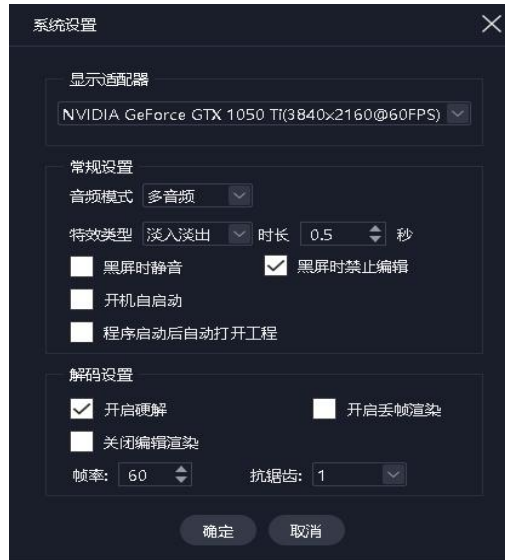 系统设置
显示适配器
NVIDIA GeForce GTX 1050 Ti(3840x2160@60FPS)
常规设置
音频模式 多音频
特效类型 淡入淡出 时长 0.5 秒
黑屏时静音 黑屏时禁止编辑
开机自启动
程序启动后自动打开工程
解码设置
开启硬解 开启丢帧渲染
关闭编辑渲染
帧率: 60 抗锯齿: 1
确定 取消